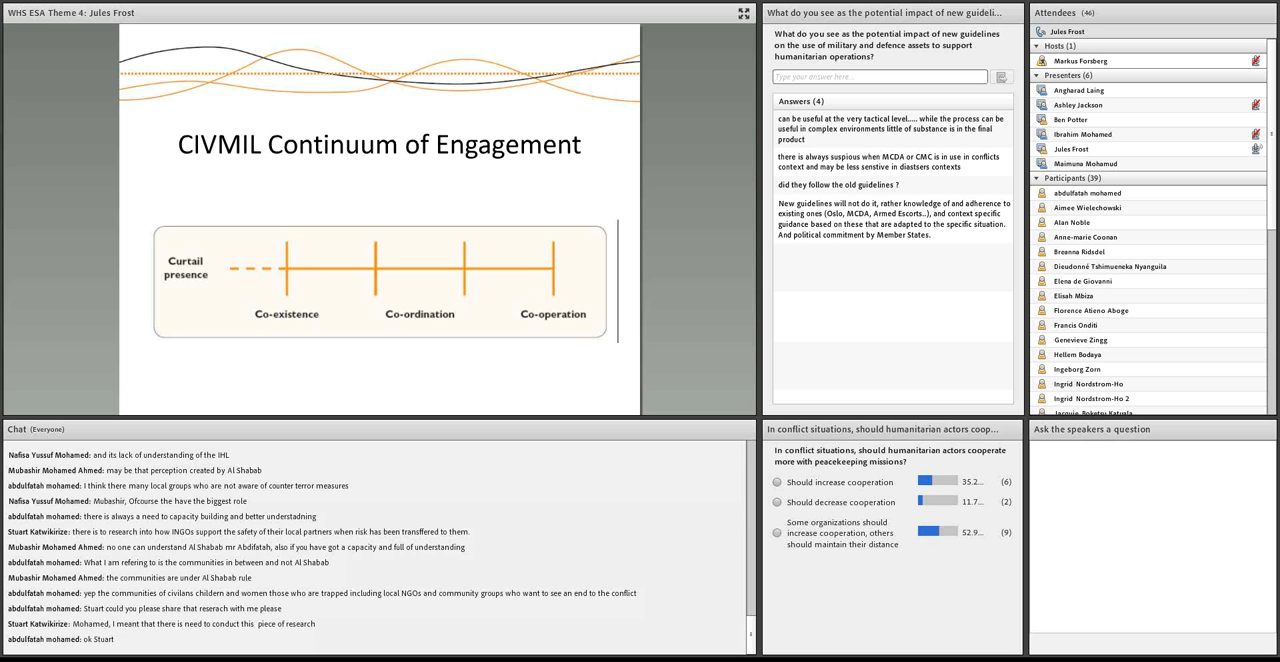 WHS ESA Theme 4: Jules Frost
CIVMIL Continuum of Engagement
Curtail
presence
Co-existence
Co-ordination
Co-operation
What do you see as the potential impact of new guideli...
What do you see as the potential impact of new guidelines
on the use of military and defence assets to support
humanitarian operations?
Type your answer here...
Answers (4)
can be useful at the very tactical level..... while the process can be
useful in complex environments little of substance is in the final
product
there is always suspious when MCDA or CMC is in use in conflicts
context and may be less senstive in diastsers contexts
did they follow the old guidelines ?
New guidelines will not do it, rather knowledge of and adherence to
existing ones (Oslo, MCDA, Armed Escorts..), and context specific
guidance based on these that are adapted to the specific situation.
And political commitment by Member States.
Attendees (46)
Jules Frost
Hosts (1)
Markus Forsberg
Presenters (6)
Angharad Laing
Ashley Jackson
Ben Potter
Ibrahim Mohamed
Jules Frost
Maimuna Mohamud
Participants (39)
abdulfatah mohamed
Aimee Wielechowski
Alan Noble
Anne-marie Coonan
Breanna Ridsdel
Dieudonné Tshimueneka Nyanguila
Elena de Giovanni
Elisah Mbiza
Florence Atieno Aboge
Francis Onditi
Genevieve Zingg
Hellem Bodaya
Ingeborg Zorn
Ingrid Nordstrom-Ho
Ingrid Nordstrom-Ho 2
Chat (Everyone)
Nafisa Yussuf Mohamed: and its lack of understanding of the IHL
Mubashir Mohamed Ahmed: may be that perception created by Al Shabab
abdulfatah mohamed: I think there many local groups who are not aware of counter terror measures
Nafisa Yussuf Mohamed: Mubashir, Ofcourse the have the biggest role
abdulfatah mohamed: there is always a need to capacity building and better understadning
Stuart Katwikirize: there is to research into how INGOs support the safety of their local partners when risk has been transffered to them.
Mubashir Mohamed Ahmed: no one can understand Al Shabab mr Abdifatah, also if you have got a capacity and full of understanding
abdulfatah mohamed: What I am refering to is the communities in between and not Al Shabab
Mubashir Mohamed Ahmed: the communities are under Al Shabab rule
abdulfatah mohamed: yep the communities of civilans childern and women those who are trapped including local NGOs and community groups who want to see an end to the conflict
abdulfatah mohamed: Stuart could you please share that reserach with me please
Stuart Katwikirize: Mohamed, I meant that there is need to conduct this piece of research
abdulfatah mohamed: ok Stuart
In conflict situations, should humanitarian actors coop...
In conflict situations, should humanitarian actors cooperate
more with peacekeeping missions?
Should increase cooperation 35.2... (6)
Should decrease cooperation 11.7... (2)
Some organizations should
increase cooperation, others 52.9... (9)
should maintain their distance
Ask the speakers a question